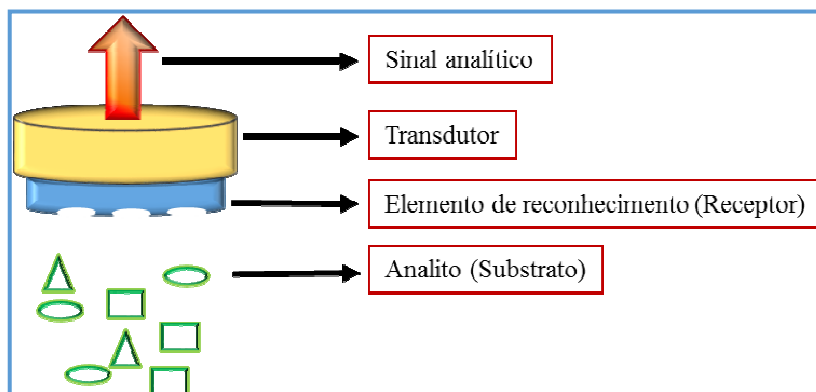 Sinal analítico
Transdutor
Elemento de reconhecimento (Receptor)
Analito (Substrato)